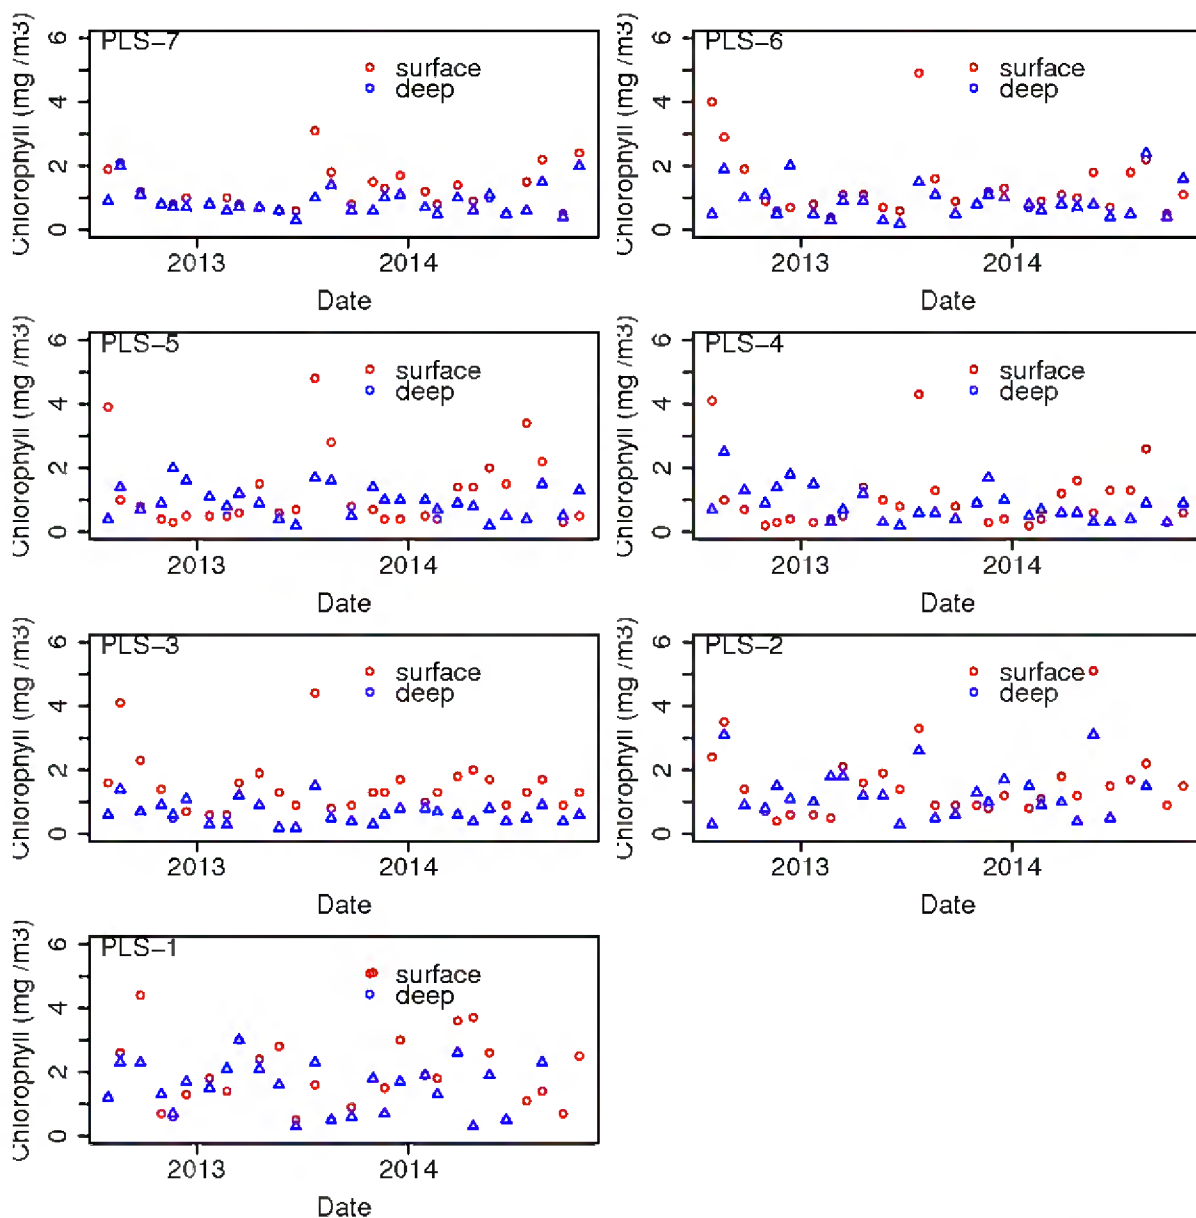 PLS-7
surface
deep
Chlorophyll (mg /m3)
0 2 4 6
2013 2014
Date
PLS-6
surface
deep
Chlorophyll (mg /m3)
0 2 4 6
2013 2014
Date
PLS-5
surface
deep
Chlorophyll (mg /m3)
0 2 4 6
2013 2014
Date
PLS-4
surface
deep
Chlorophyll (mg /m3)
0 2 4 6
2013 2014
Date
PLS-3
surface
deep
Chlorophyll (mg /m3)
0 2 4 6
2013 2014
Date
PLS-2
surface
deep
Chlorophyll (mg /m3)
0 2 4 6
2013 2014
Date
PLS-1
surface
deep
Chlorophyll (mg /m3)
0 2 4 6
2013 2014
Date